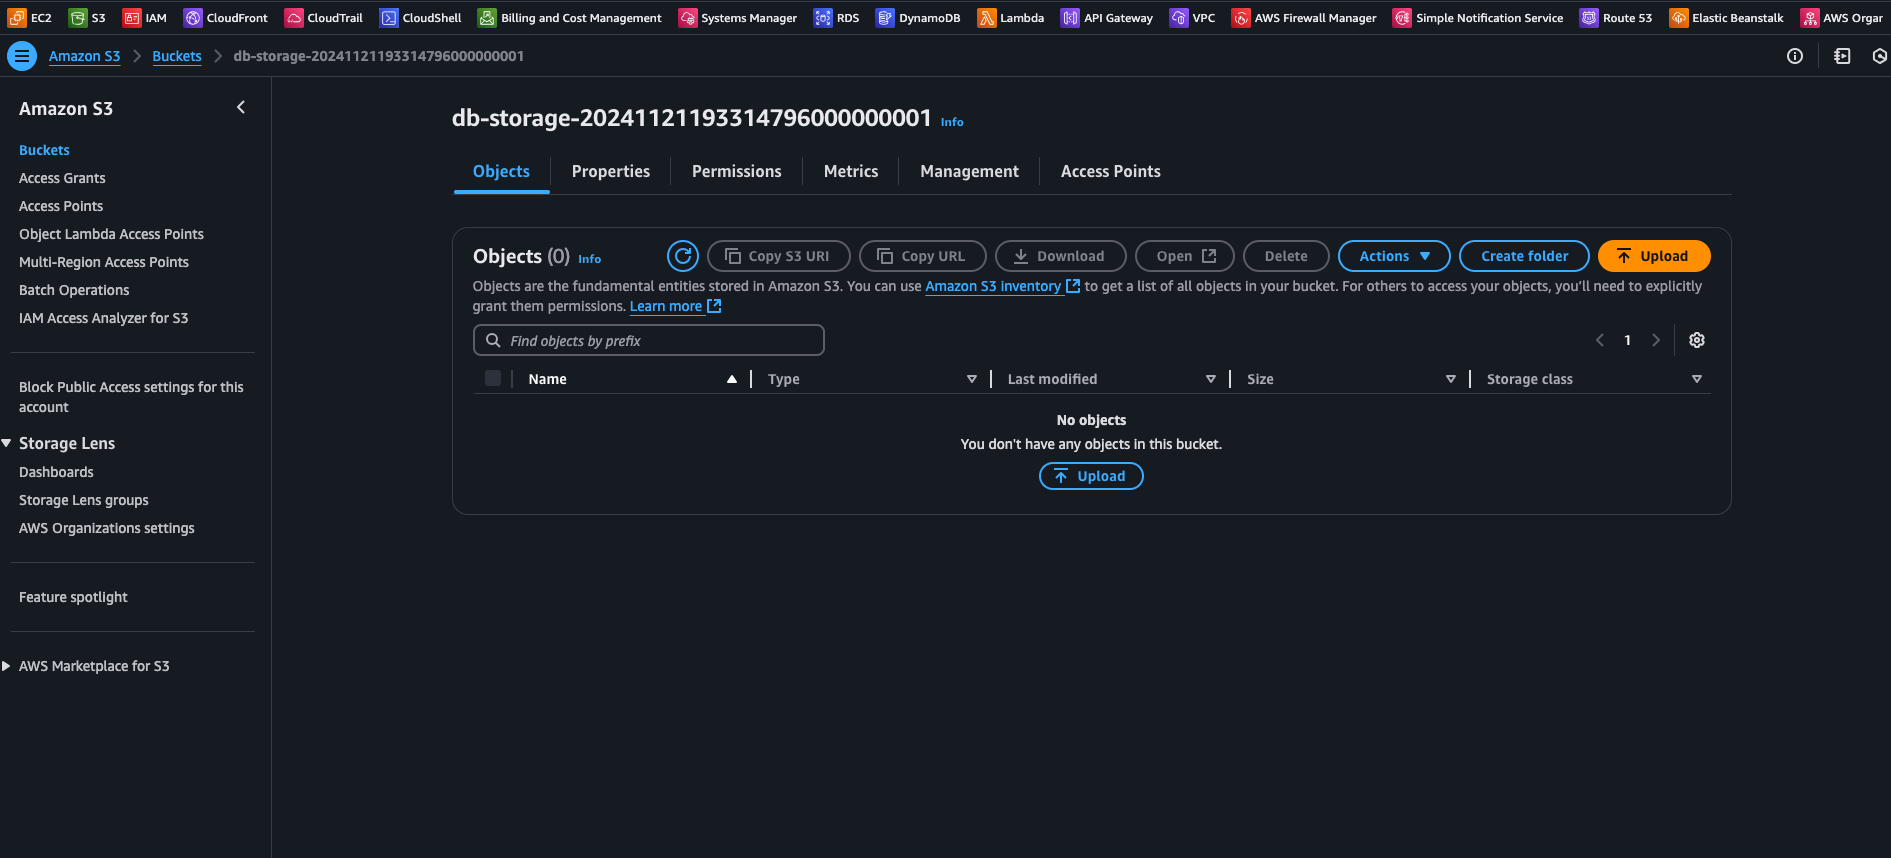 EC2 S3 IAM CloudFront CloudTrail CloudShell Billing and Cost Management Systems Manager RDS DynamoDB Lambda API Gateway VPC AWS Firewall Manager Simple Notification Service Route 53 Elastic Beanstalk AWS Orgar
Amazon S3 Buckets db-storage-20241121193314796000000001
Amazon S3
Buckets
Access Grants
Access Points
Object Lambda Access Points
Multi-Region Access Points
Batch Operations
IAM Access Analyzer for S3
Block Public Access settings for this
account
Storage Lens
Dashboards
Storage Lens groups
AWS Organizations settings
Feature spotlight
AWS Marketplace for S3
db-storage-20241121193314796000000001 Info
Objects Properties Permissions Metrics Management Access Points
Objects (0) Info Copy S3 URI Copy URL Download Open Delete Actions Create folder Upload
Objects are the fundamental entities stored in Amazon S3. You can use Amazon S3 inventory to get a list of all objects in your bucket. For others to access your objects, you'll need to explicitly
grant them permissions. Learn more
Find objects by prefix 1
Name Type Last modified Size Storage class
No objects
You don't have any objects in this bucket.
Upload